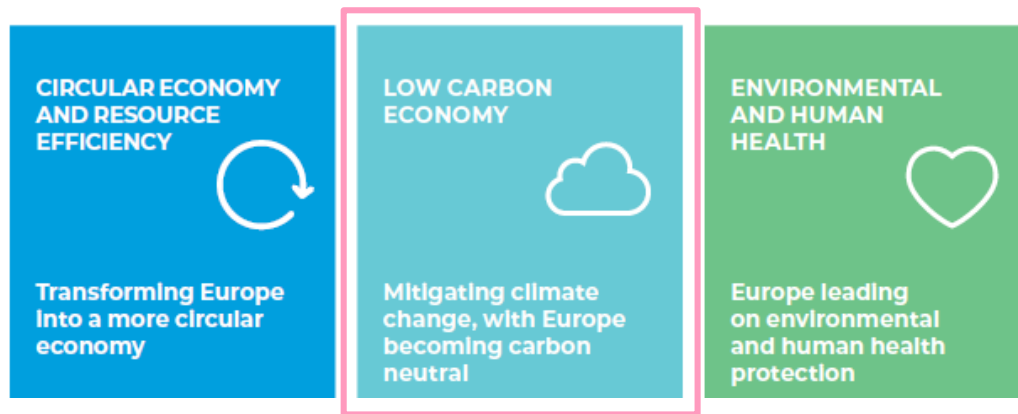 CIRCULAR ECONOMY
AND RESOURCE
EFFICIENCY
Transforming Europe
into a more circular
economy
LOW CARBON
ECONOMY
Mitigating climate
change, with Europe
becoming carbon
neutral
ENVIRONMENTAL
AND HUMAN
HEALTH
Europe leading
on environmental
and human health
protection